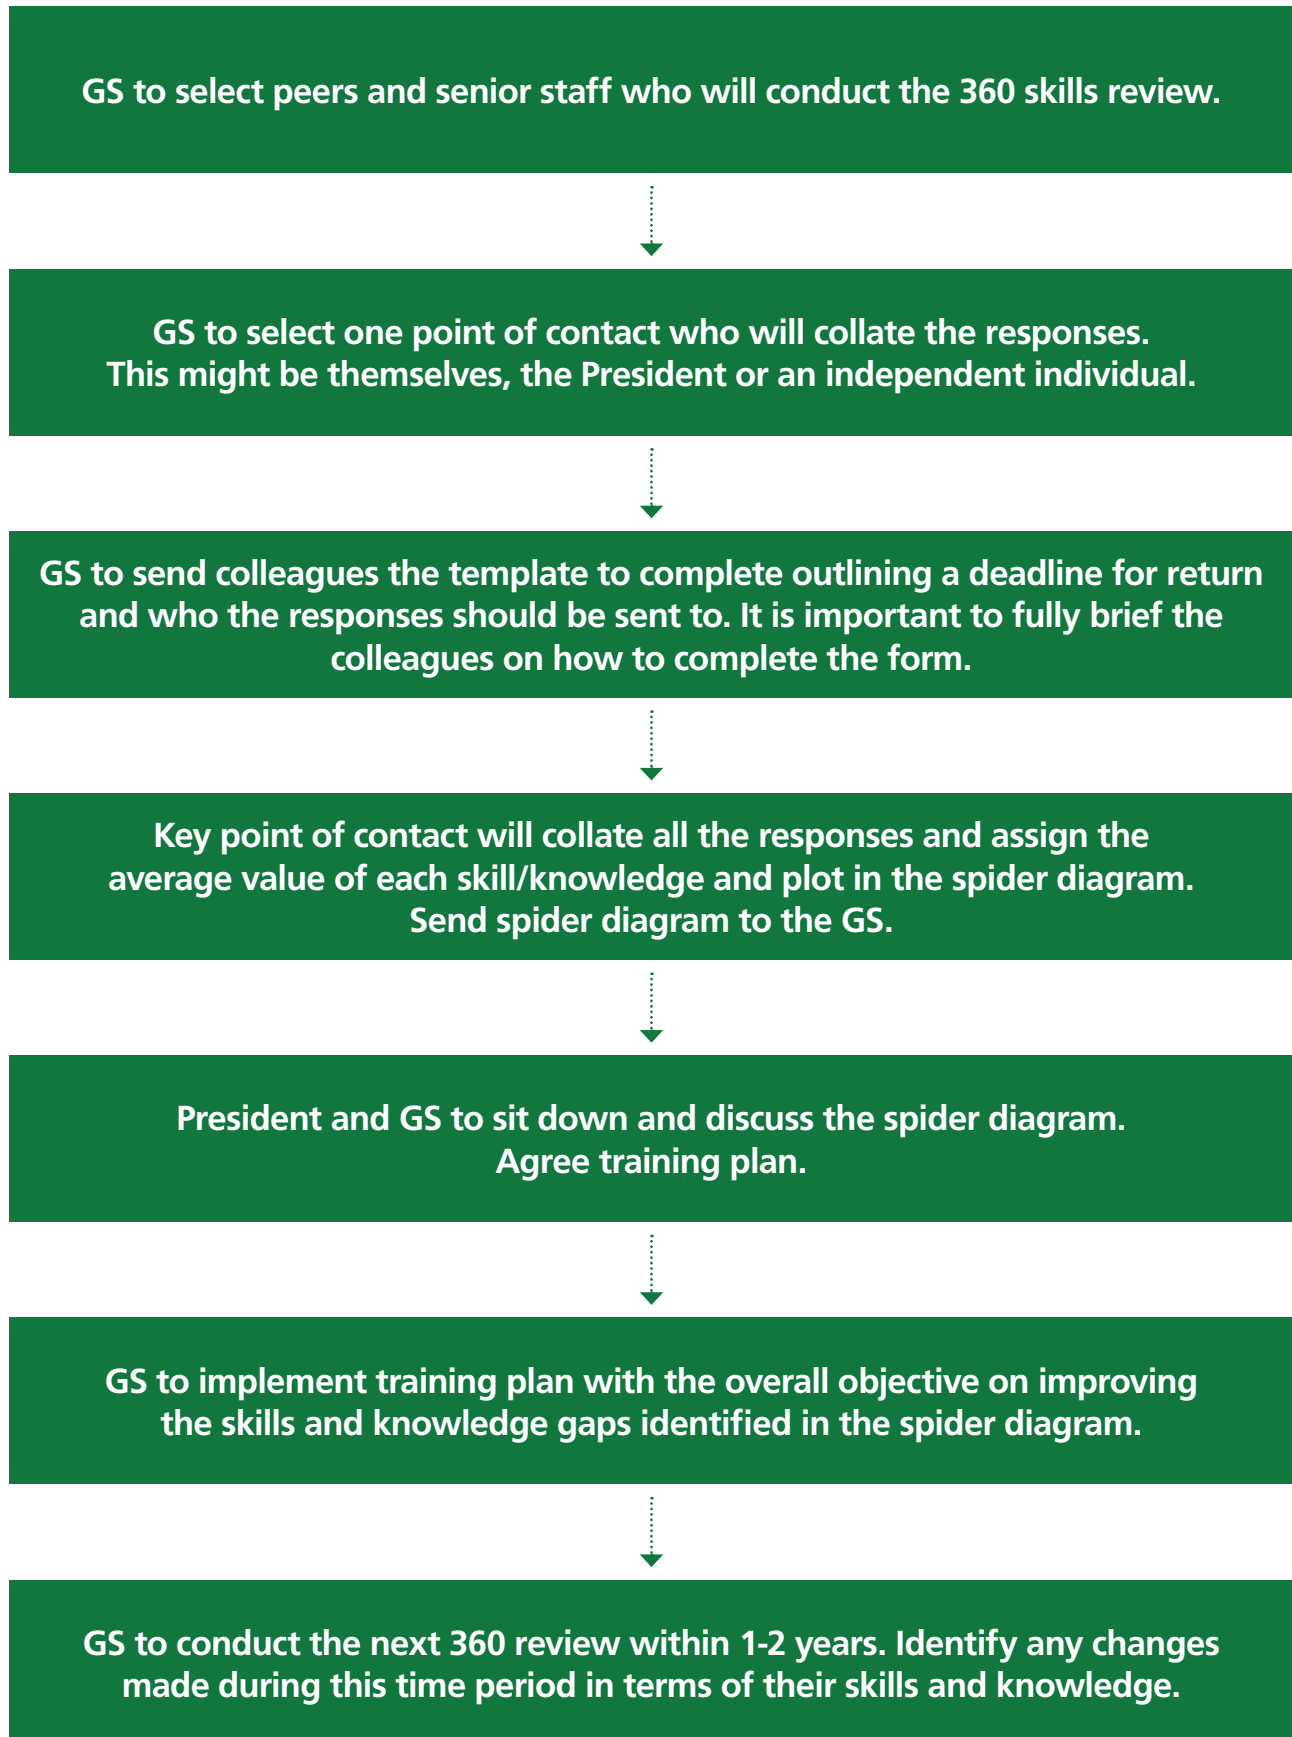 GS to select peers and senior staff who will conduct the 360 skills review.
GS to select one point of contact who will collate the responses.
This might be themselves, the President or an independent individual.
GS to send colleagues the template to complete outlining a deadline for return
and who the responses should be sent to. It is important to fully brief the
colleagues on how to complete the form.
Key point of contact will collate all the responses and assign the
average value of each skill/knowledge and plot in the spider diagram.
Send spider diagram to the GS.
President and GS to sit down and discuss the spider diagram.
Agree training plan.
GS to implement training plan with the overall objective on improving
the skills and knowledge gaps identified in the spider diagram.
GS to conduct the next 360 review within 1-2 years. Identify any changes
made during this time period in terms of their skills and knowledge.